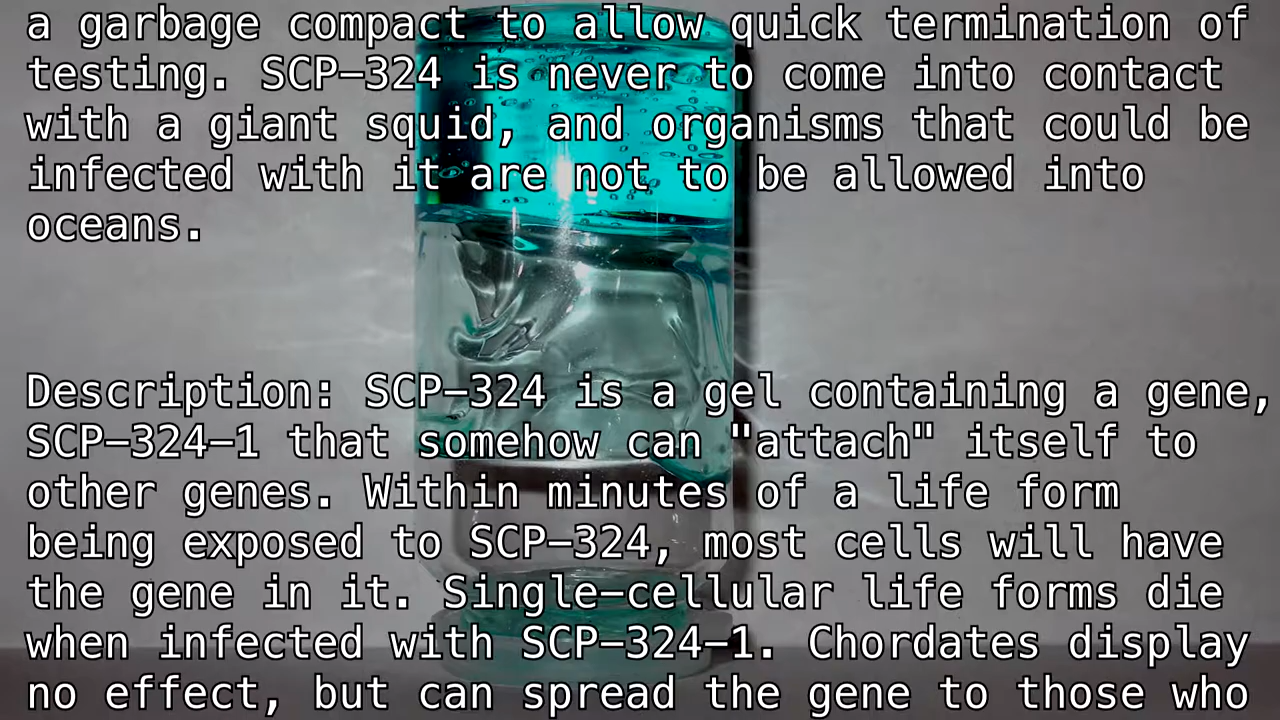 a garbage compact to allow quick termination of
testing. SCP–324 is never to come into contact
with a giant squid, and organisms that could be
infected with it are not to be allowed into
oceans.
Description: SCP–324 is a gel containing a gene,
SCP–324–1 that somehow can "attach" itself to
other genes. Within minutes of a life form
being exposed to SCP–324, most cells will have
the gene in it. Single–cellular life forms die
when infected with SCP–324–1. Chordates display
no effect, but can spread the gene to those who